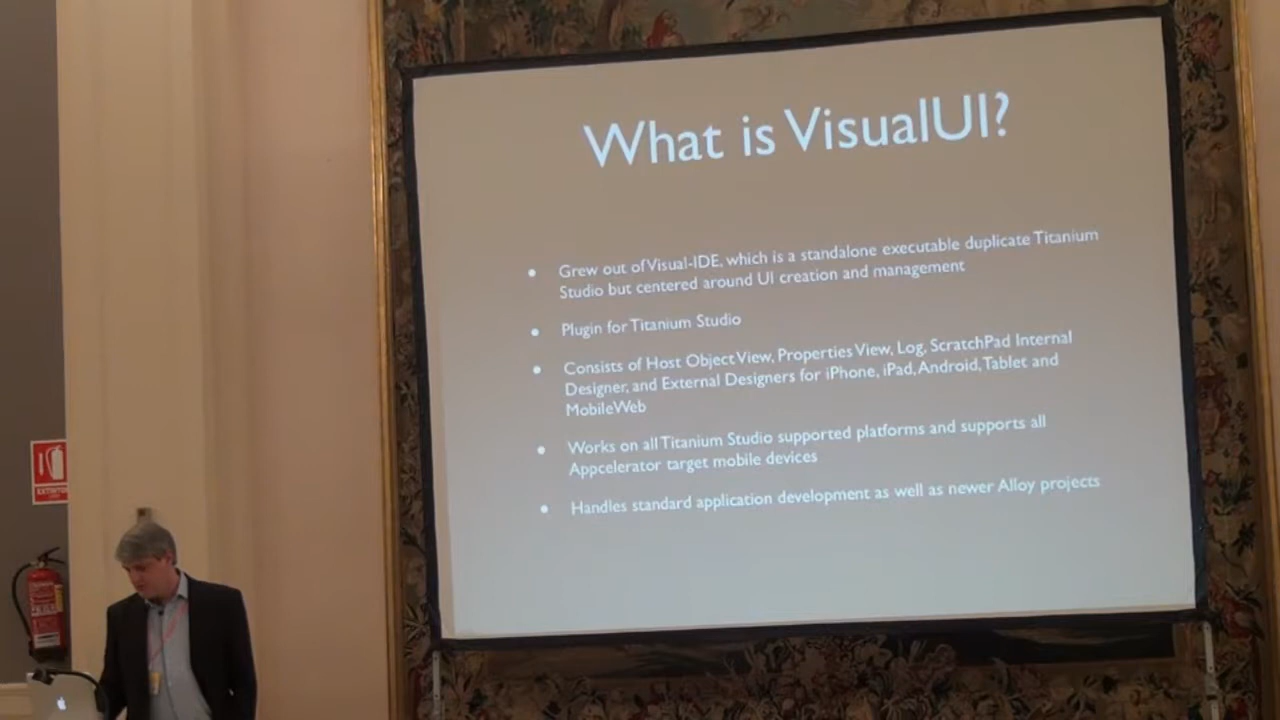 What is VisualUI?
• Grew out of Visual-IDE, which is a standalone executable duplicate Titanium
Studio but centered around UI creation and management
• Plugin for Titanium Studio
• Consists of Host Object View, Properties View, Log, ScratchPad Internal
Designer, and External Designers for iPhone, iPad, Android, Tablet and
MobileWeb
• Works on all Titanium Studio supported platforms and supports all
Appcelerator target mobile devices
• Handles standard application development as well as newer Alloy projects
EXTINTOR